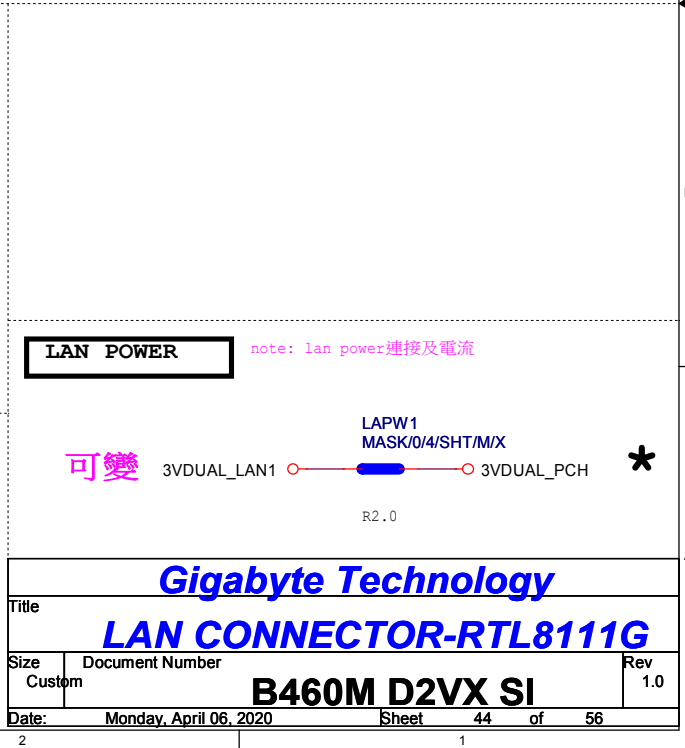 LAN POWER
note: lan power連接及電流
LAPW1
MASK/0/4/SHT/M/X
可變
3VDUAL_LAN1
3VDUAL_PCH
*
R2.0
Gigabyte Technology
Title
LAN CONNECTOR-RTL8111G
Size
Document Number
Rev
Custom
B460M D2VX SI
1.0
Date:
Monday, April 06, 2020
Sheet 44 of 56
2
1